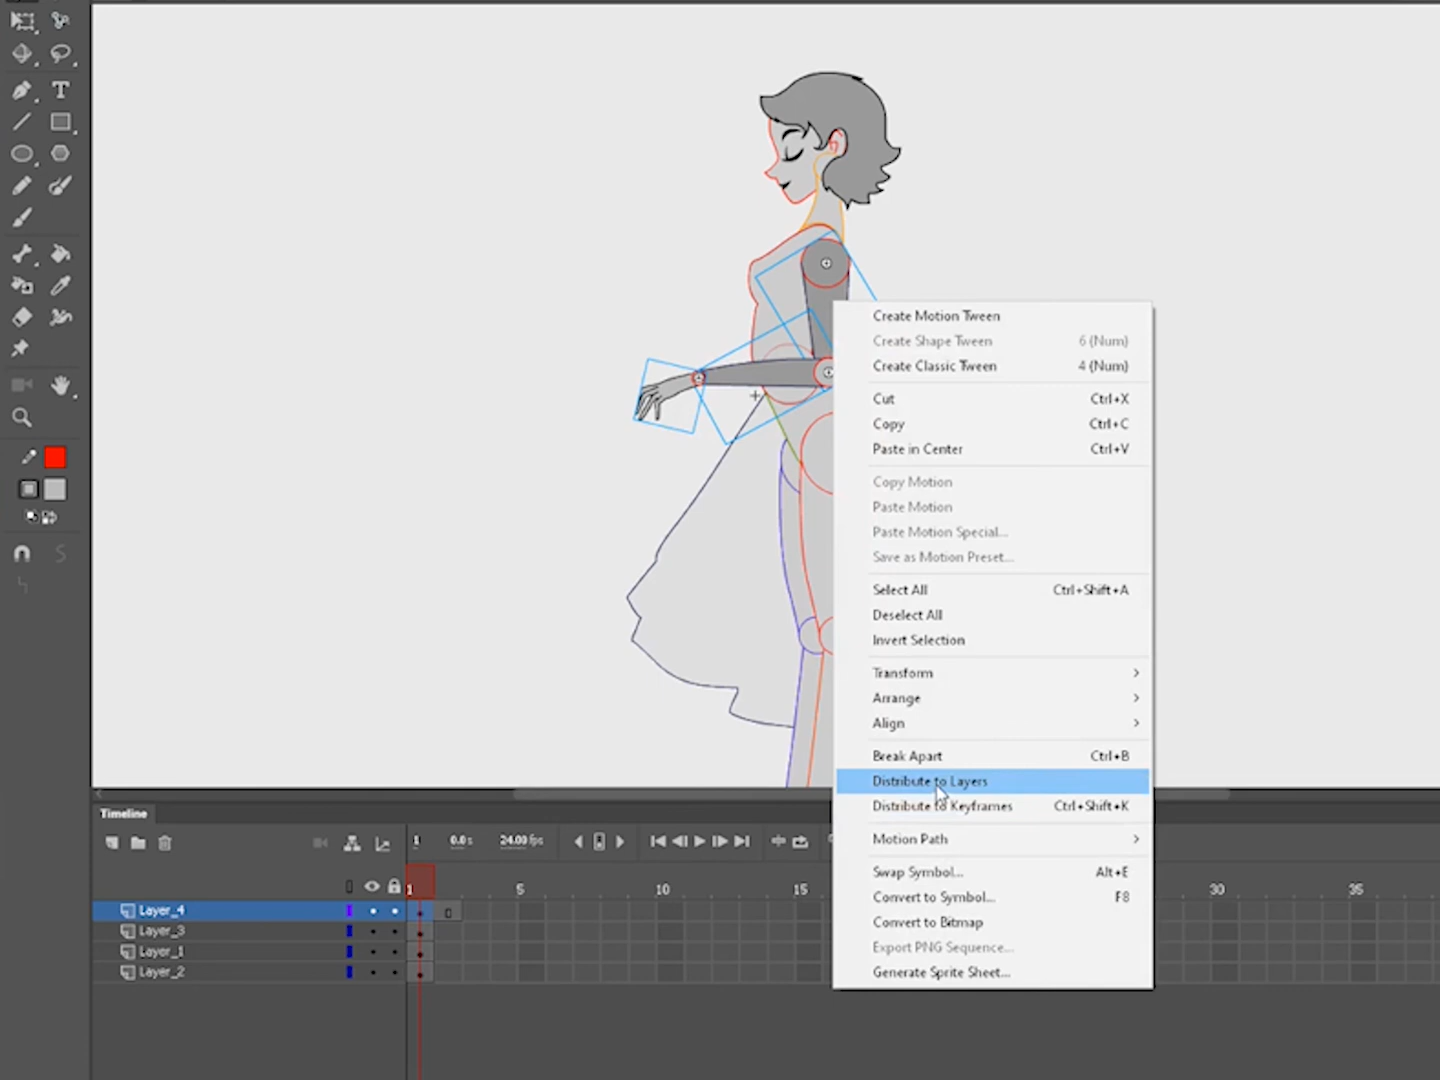 T
Create Motion Tween
Create Shape Tween 6 (Num)
Create Classic Tween 4 (Num)
Cut Ctrl+X
Copy Ctrl+C
Paste in Center Ctrl+V
Copy Motion
Paste Motion
Paste Motion Special...
Save as Motion Preset...
Select All Ctrl+Shift+A
Deselect All
Invert Selection
Transform
Arrange
Align
Break Apart Ctrl+B
Distribute to Layers
Distribute to Keyframes Ctrl+Shift+K
Motion Path
Swap Symbol... Alt+E
Convert to Symbol... F8
Convert to Bitmap
Export PNG Sequence...
Generate Sprite Sheet...
Timeline
1 0.0s 24.00 fps
1 5 10 15 30 35
Layer_4
Layer_3
Layer_1
Layer_2